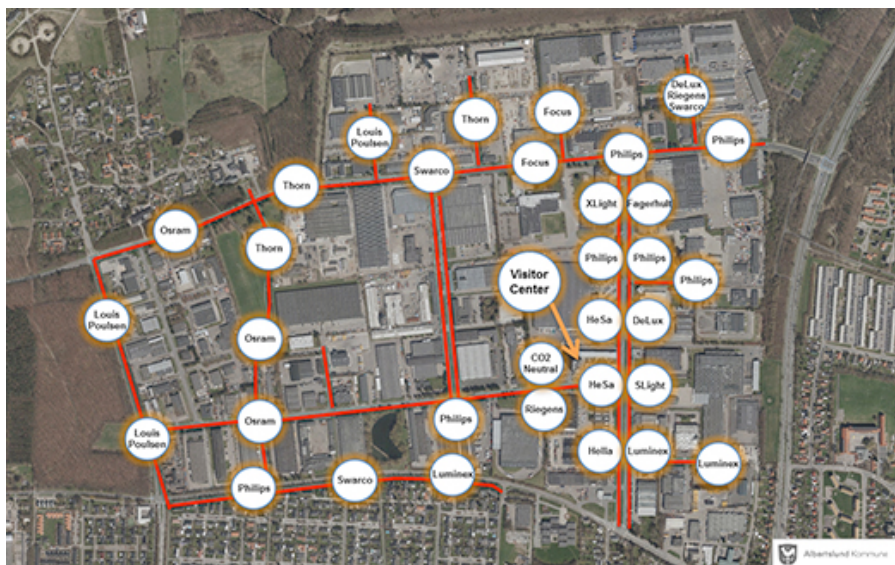 DeLux
Riegens
Swarco
Focus
Thorn
Louis
Poulsen
Philips
Philips
Focus
Swarco
Thorn
XLight
Fagerhult
Osram
Thorn
Philips
Philips
Philips
Visitor
Center
Louis
Poulsen
HeSa
DeLux
Osram
CO2
Neutral
HeSa
SLight
Riegens
Osram
Philips
Louis
Poulsen
Hella
Luminex
Luminex
Philips
Swarco
Luminex
Albertslund Kommune